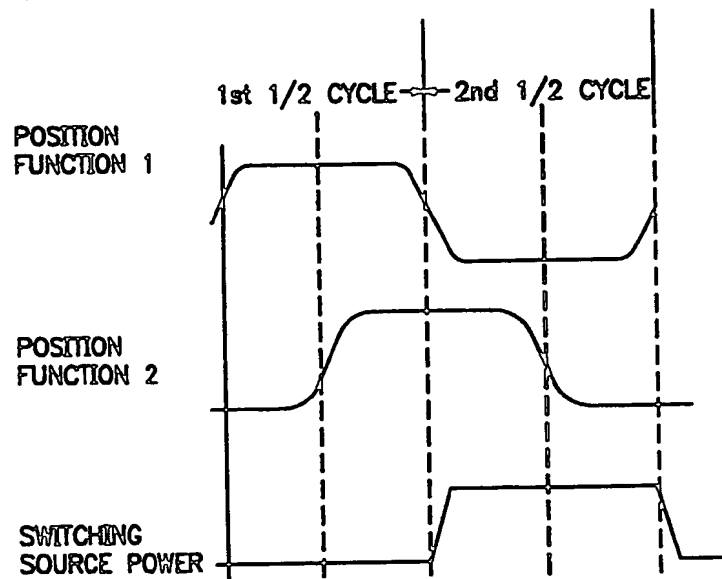 1st 1/2 CYCLE
2nd 1/2 CYCLE
POSITION
FUNCTION 1
POSITION
FUNCTION 2
SWITCHING
SOURCE POWER